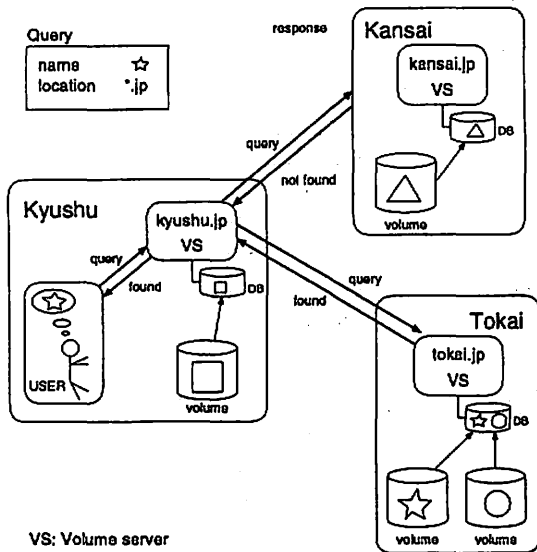 Query
name
location *.jp
response
Kansai
kansai.jp
VS
DB
volume
query
not found
Kyushu
kyushu.jp
VS
DB
query
found
USER
volume
query
found
Tokai
tokai.jp
VS
DB
volume
volume
VS: Volume server